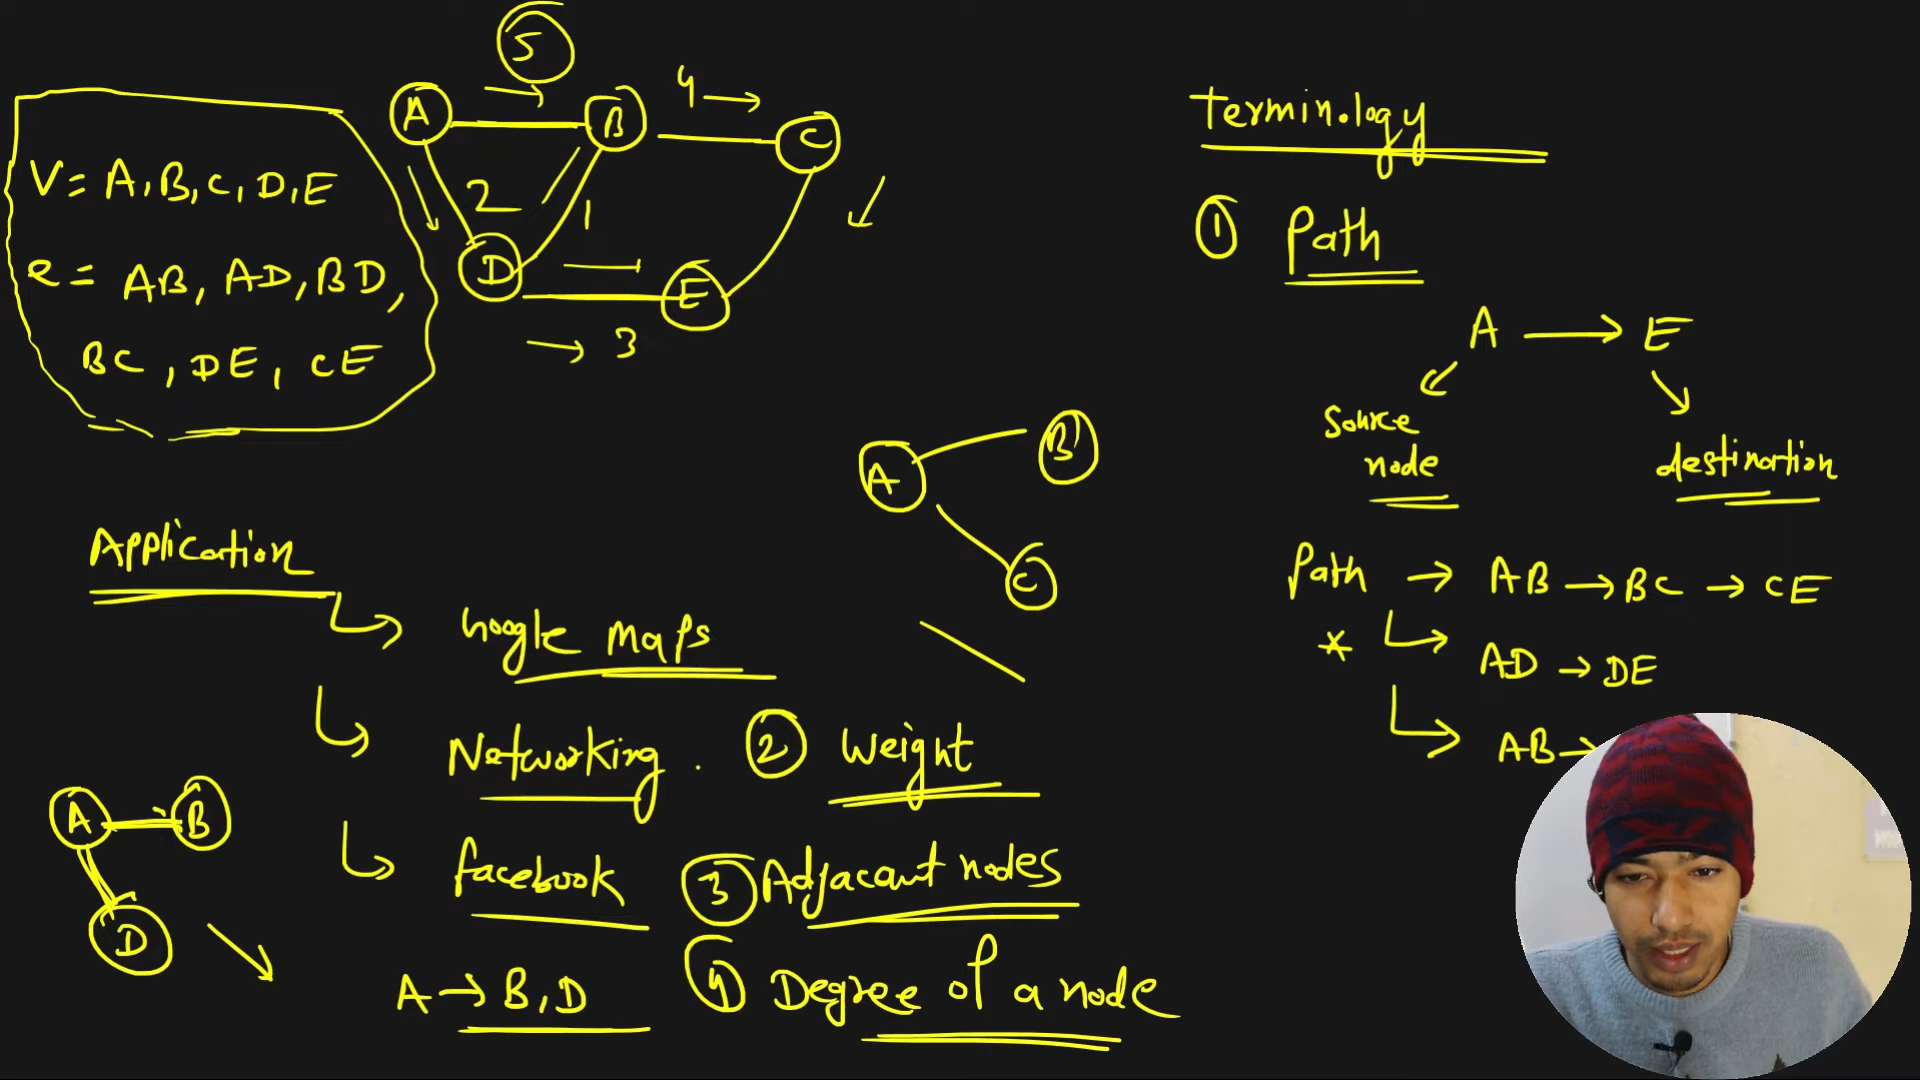 5
A
B
4
C
2
1
D
E
3
V = A, B, C, D, E
e = AB, AD, BD,
BC, DE, CE
Terminology
① Path
A → E
Source
node
destination
Path → AB → BC → CE
* AD → DE
AB →
A
B
C
Application
Google Maps
Networking.
facebook
A
B
D
A → B, D
② Weight
③ Adjacant nodes
④ Degree of a node